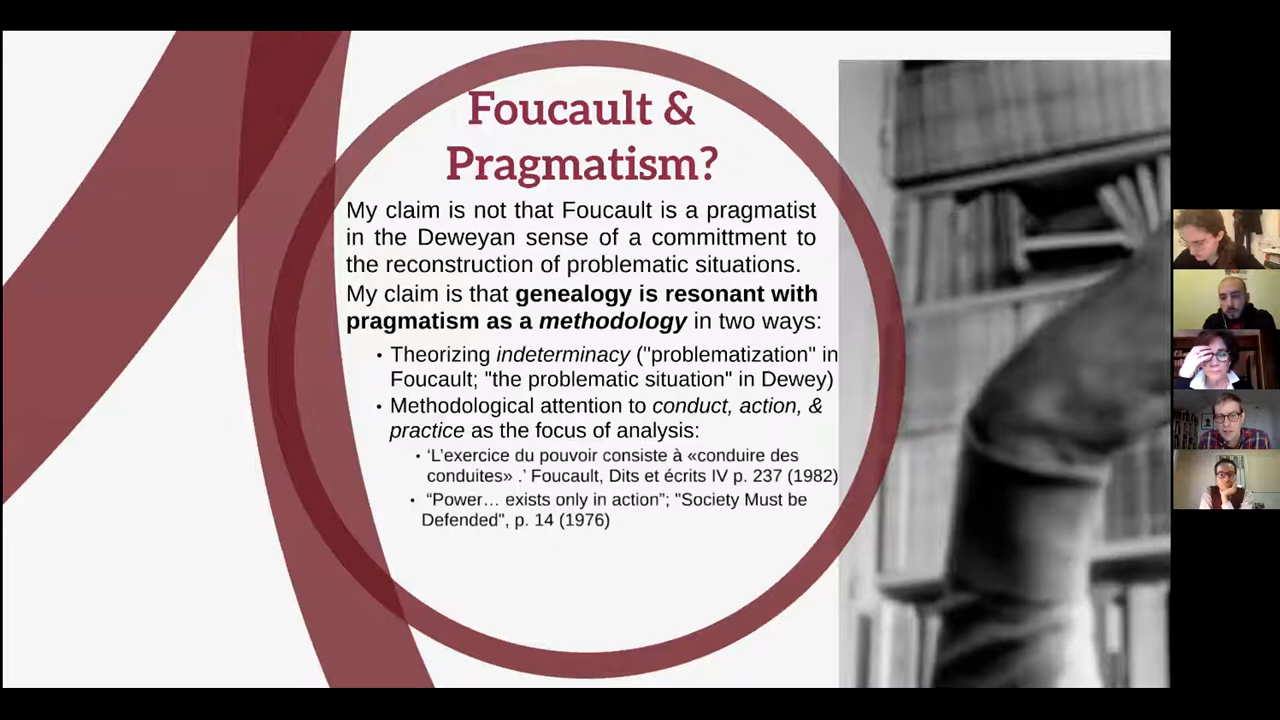 Foucault &
Pragmatism?
My claim is not that Foucault is a pragmatist
in the Deweyan sense of a committment to
the reconstruction of problematic situations.
My claim is that genealogy is resonant with
pragmatism as a methodology in two ways:
• Theorizing indeterminacy ("problematization" in
Foucault; "the problematic situation" in Dewey)
• Methodological attention to conduct, action, &
practice as the focus of analysis:
• ‘L’exercice du pouvoir consiste à «conduire des
conduites» .’ Foucault, Dits et écrits IV p. 237 (1982)
• “Power… exists only in action”; "Society Must be
Defended", p. 14 (1976)